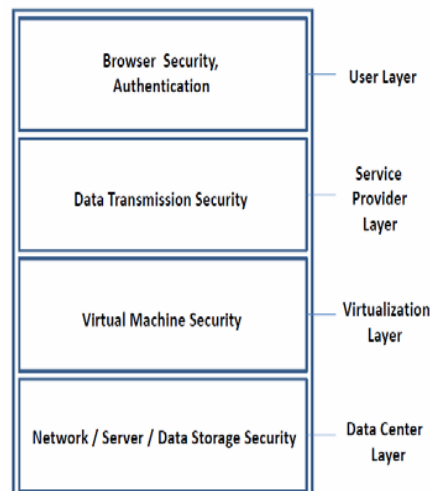 Browser Security,
Authentication
User Layer
Data Transmission Security
Service
Provider
Layer
Virtual Machine Security
Virtualization
Layer
Network / Server / Data Storage Security
Data Center
Layer